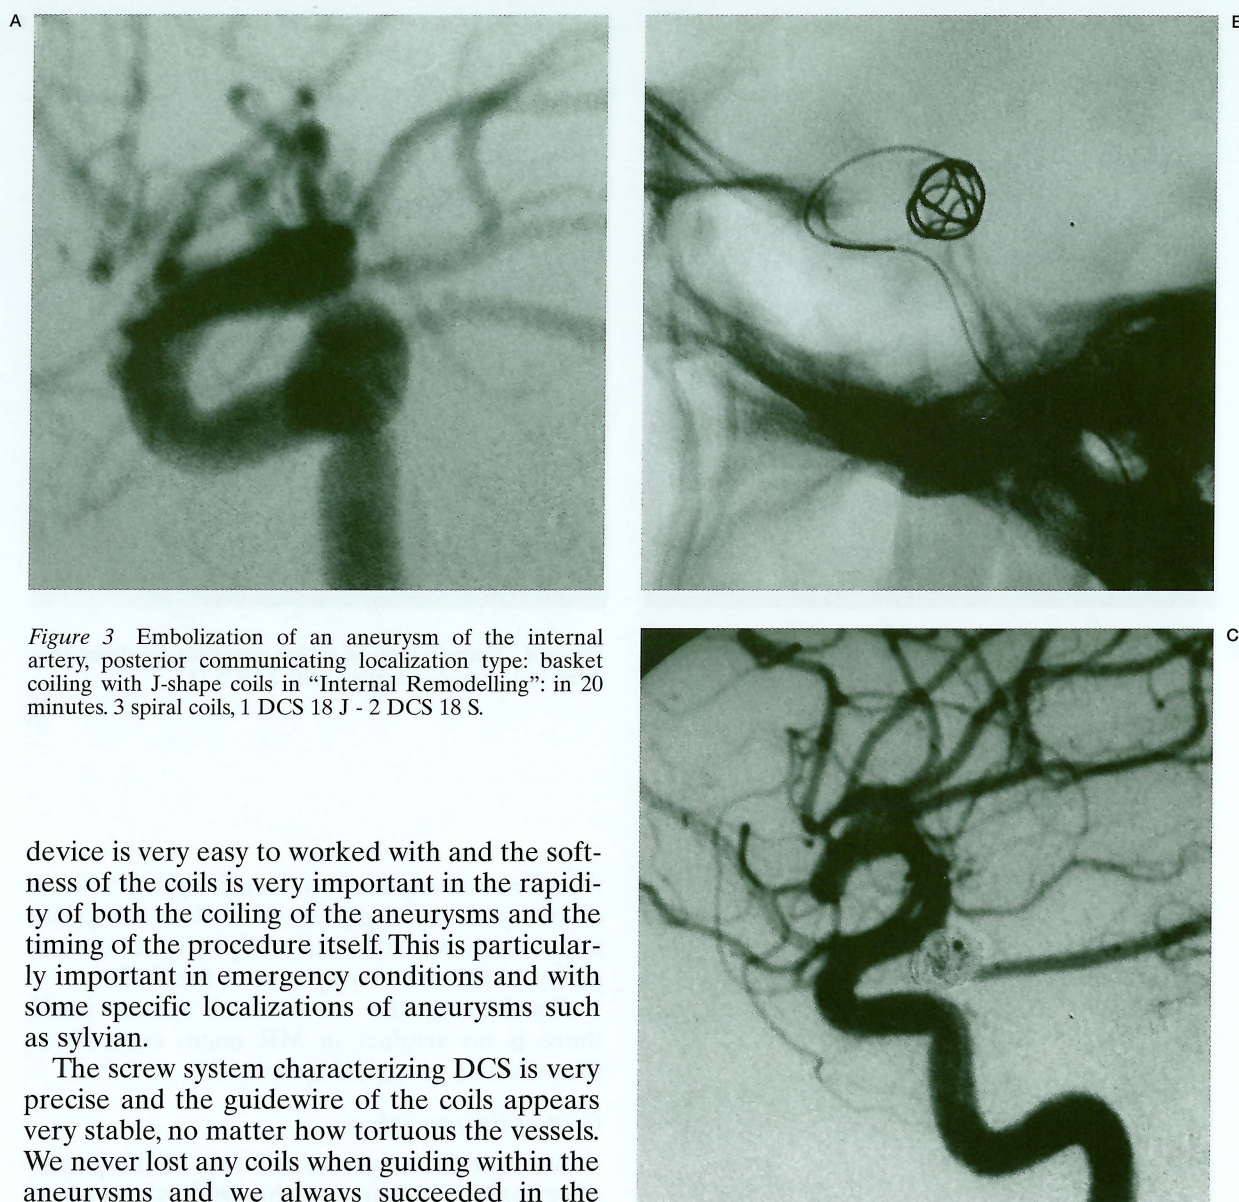 A
Figure 3 Embolization of an aneurysm of the internal
artery, posterior communicating localization type: basket
coiling with J-shape coils in “Internal Remodelling”: in 20
minutes. 3 spiral coils, 1 DCS 18 J - 2 DCS 18 S.
device is very easy to worked with and the soft-
ness of the coils is very important in the rapidi-
ty of both the coiling of the aneurysms and the
timing of the procedure itself. This is particular-
ly important in emergency conditions and with
some specific localizations of aneurysms such
as sylvian.
The screw system characterizing DCS is very
precise and the guidewire of the coils appears
very stable, no matter how tortuous the vessels.
We never lost any coils when guiding within the
aneurysms and we always succeeded in the
C